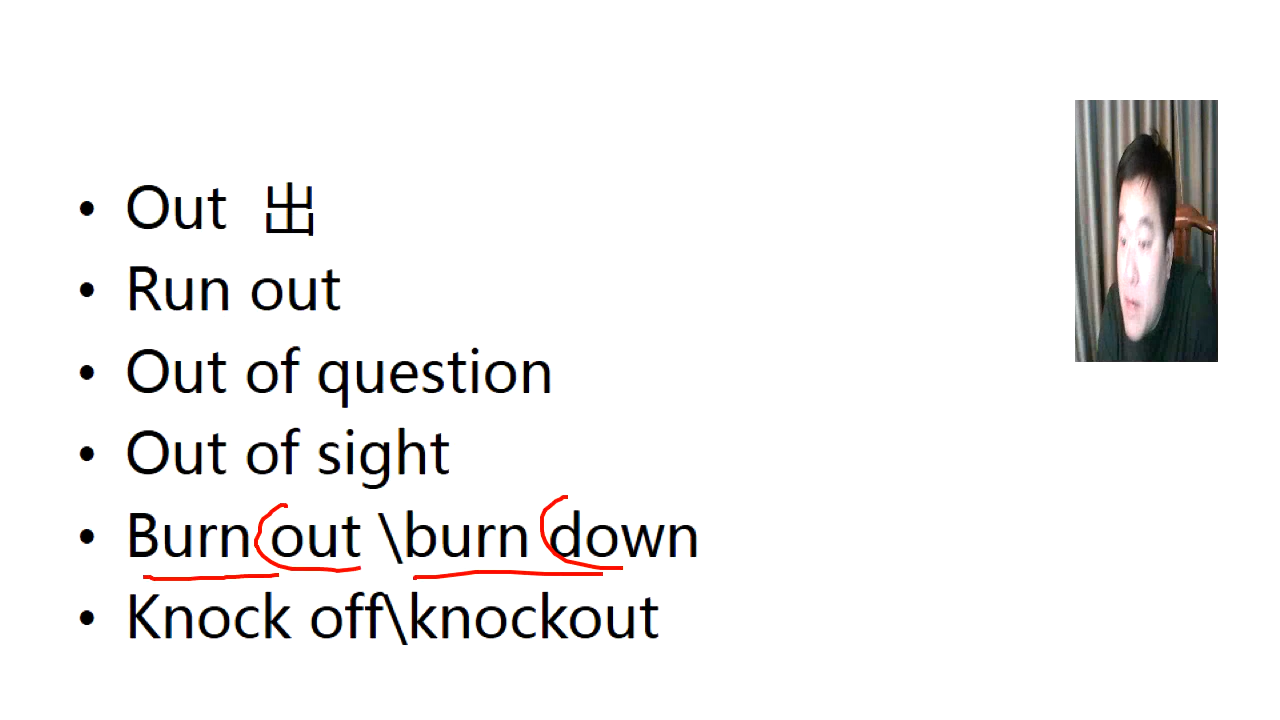 • Out 出
• Run out
• Out of question
• Out of sight
• Burn out \burn down
• Knock off\knockout